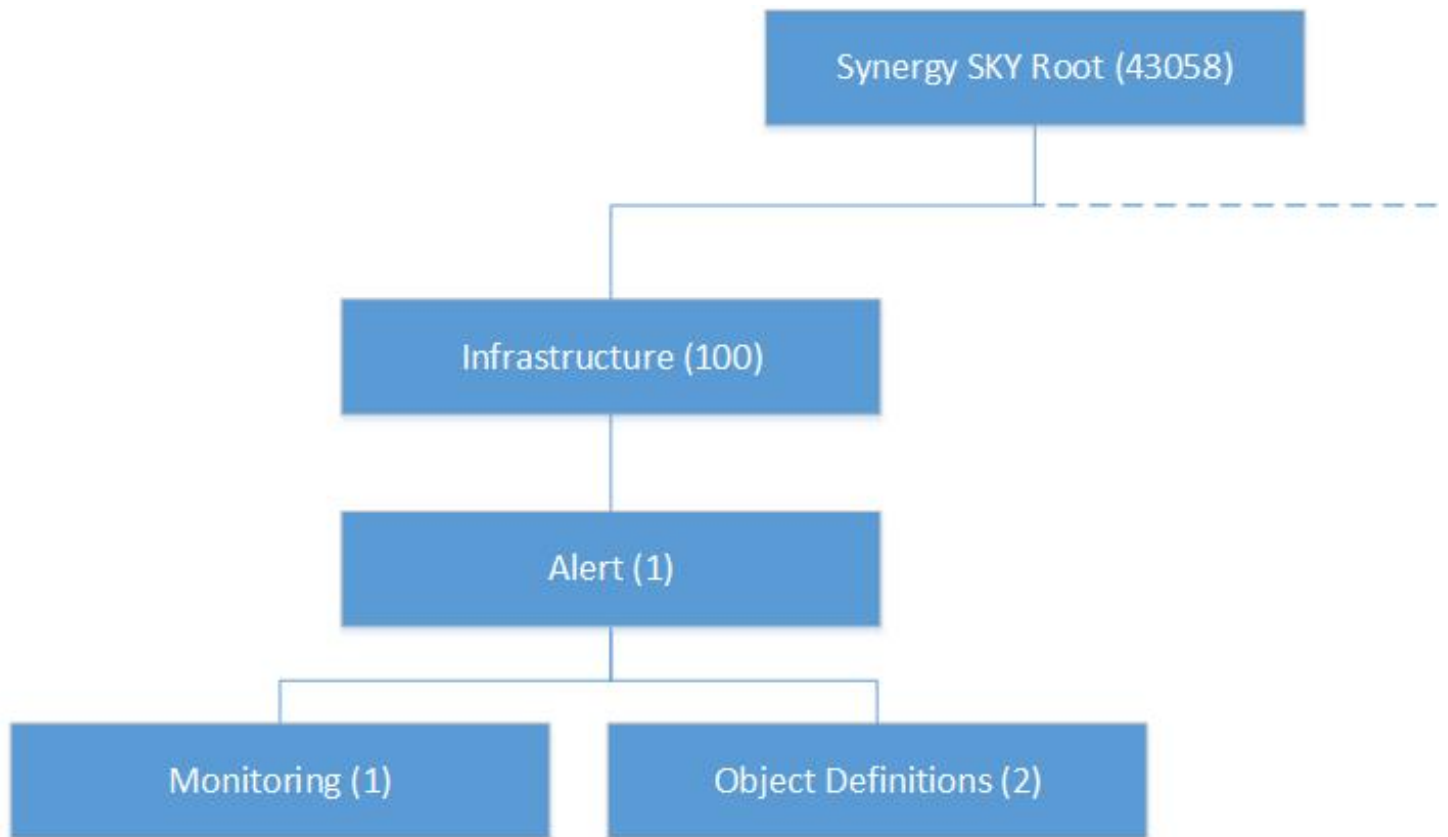 Synergy SKY Root (43058)
Infrastructure (100)
Alert (1)
Monitoring (1)
Object Definitions (2)